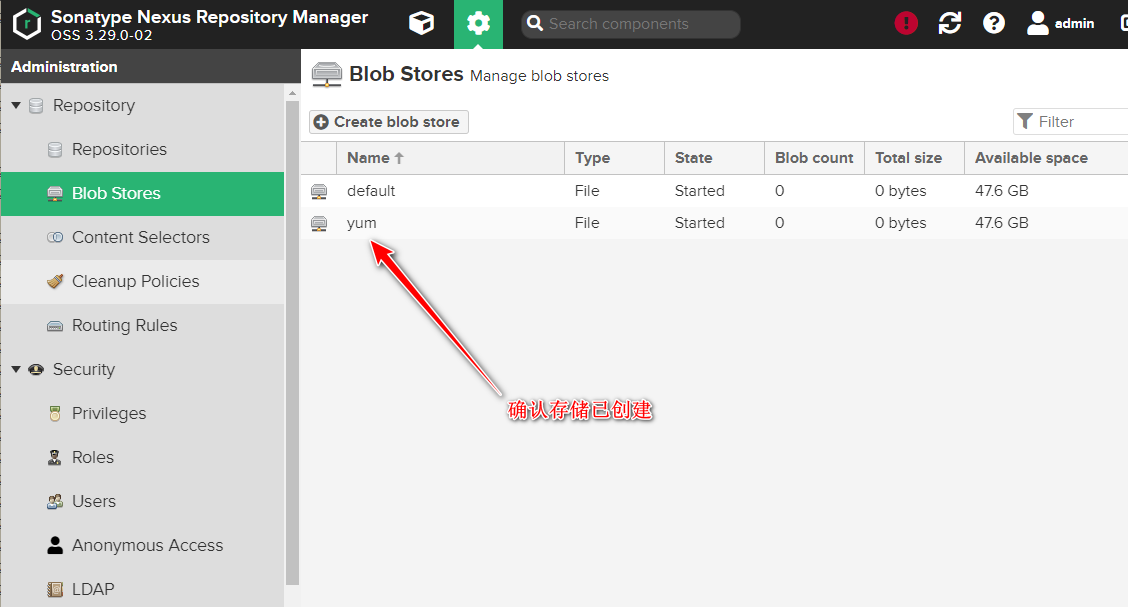 Sonatype Nexus Repository Manager
OSS 3.29.0-02
Search components
admin
Administration
Repository
Repositories
Blob Stores
Content Selectors
Cleanup Policies
Routing Rules
Security
Privileges
Roles
Users
Anonymous Access
LDAP
Blob Stores Manage blob stores
Create blob store
Filter
Name Type State Blob count Total size Available space
default File Started 0 0 bytes 47.6 GB
yum File Started 0 0 bytes 47.6 GB
确认存储已创建